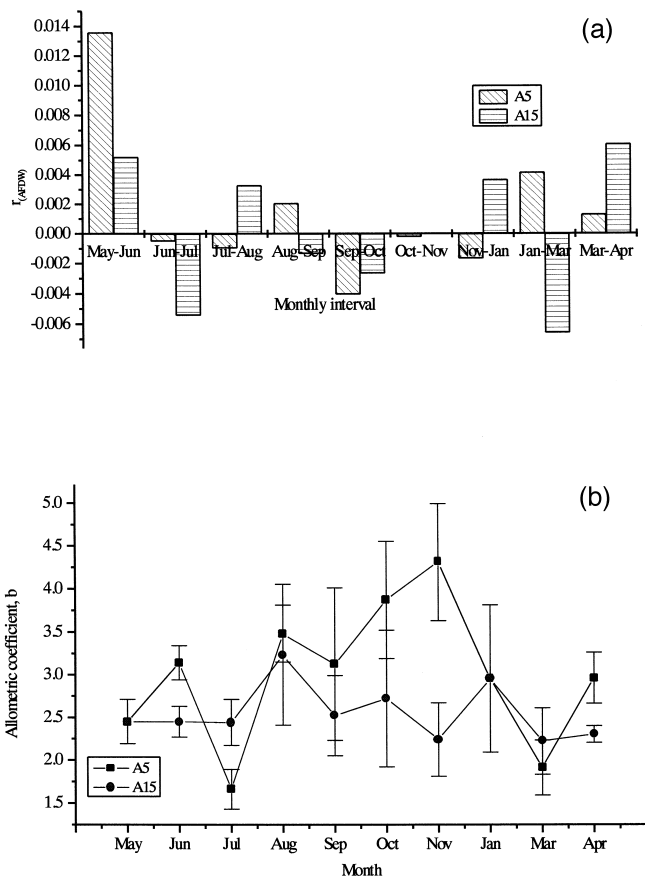 (a)
0.014
0.012
0.010
0.008
0.006
0.004
0.002
0.000
-0.002
-0.004
-0.006
r(AFDW)
A5
A15
May-Jun Jun-Jul Jul-Aug Aug-Sep Sep-Oct Oct-Nov Nov-Jan Jan-Mar Mar-Apr
Monthly interval
(b)
5.0
4.5
4.0
3.5
3.0
2.5
2.0
1.5
Allometric coefficient, b
A5
A15
May Jun Jul Aug Sep Oct Nov Jan Mar Apr
Month